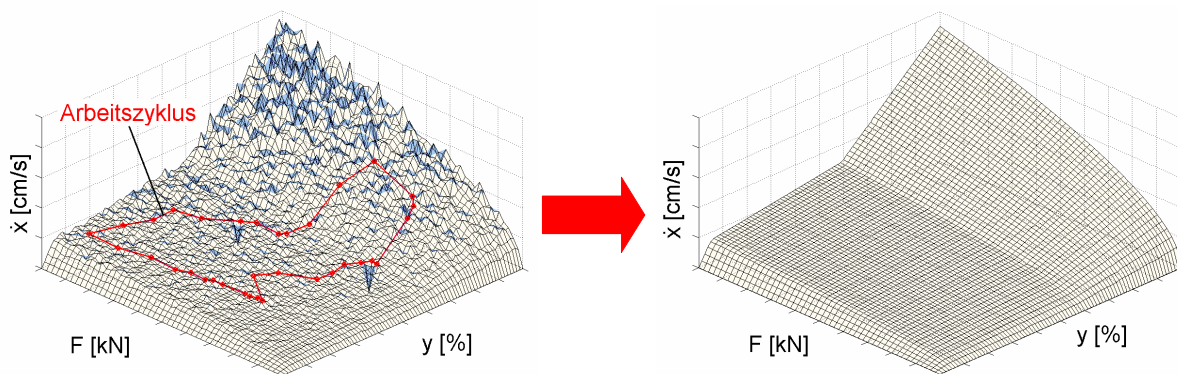 Arbeitszyklus
ẋ [cm/s]
F [kN]
y [%]
ẋ [cm/s]
F [kN]
y [%]